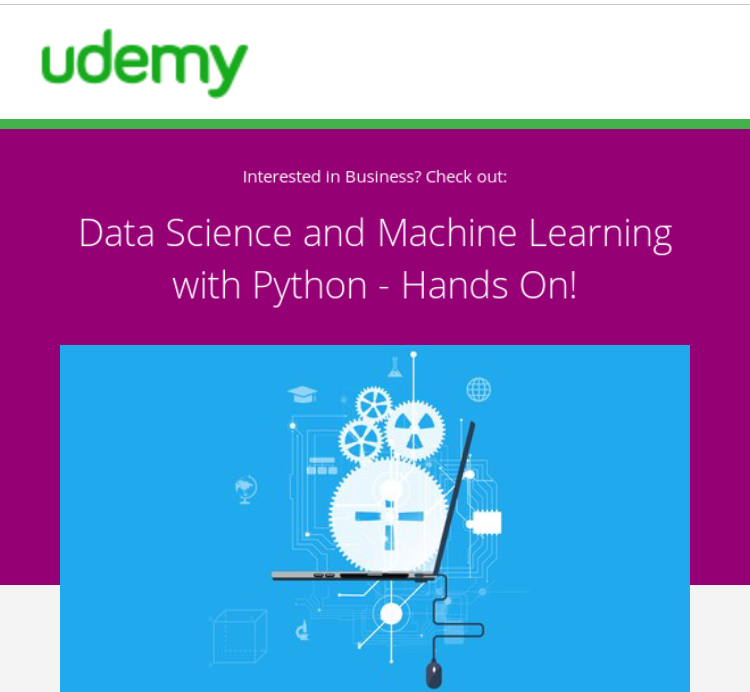 udemy
Interested in Business? Check out:
Data Science and Machine Learning
with Python - Hands On!